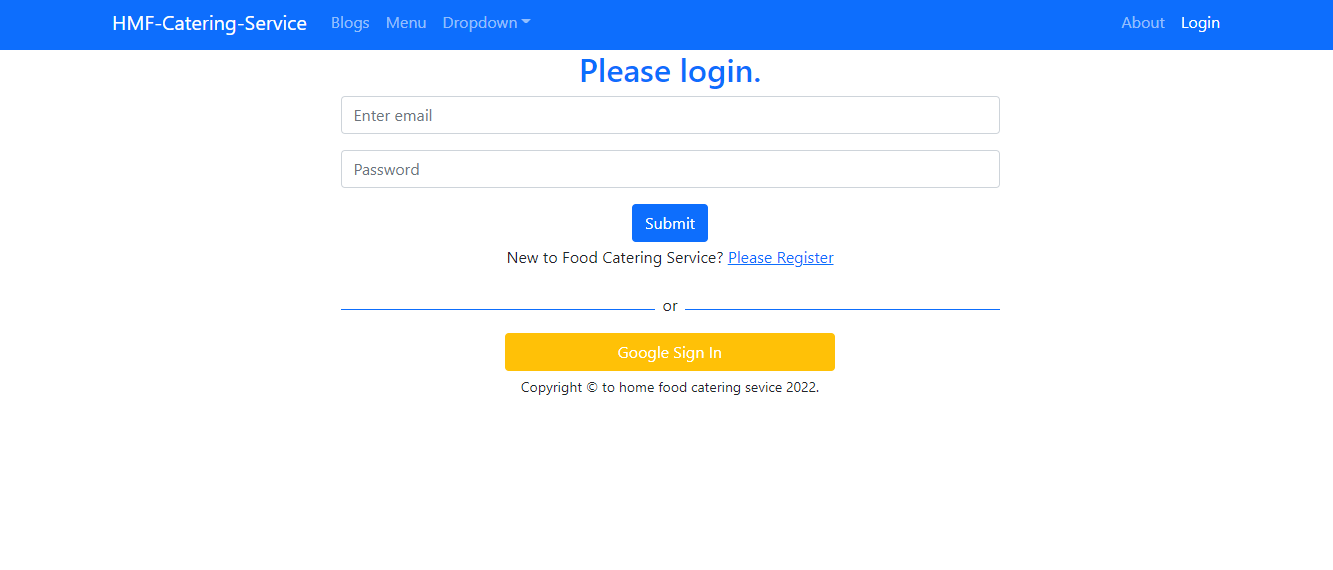 HMF-Catering-Service Blogs Menu Dropdown About Login
Please login.
Enter email
Password
Submit
New to Food Catering Service? Please Register
or
Google Sign In
Copyright © to home food catering sevice 2022.